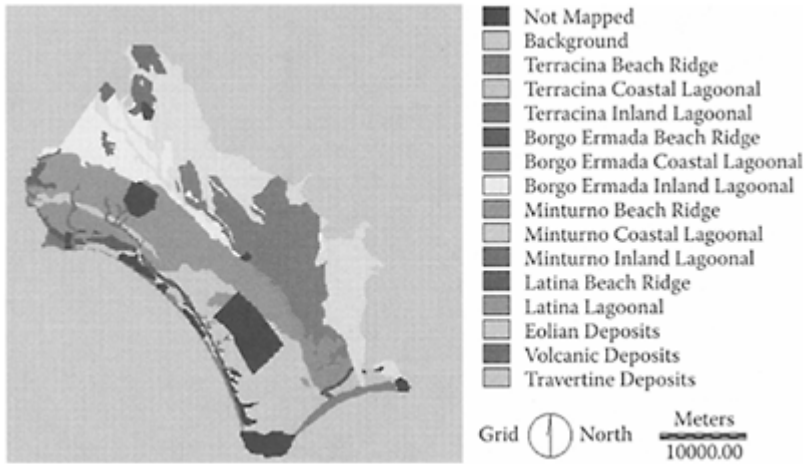 Not Mapped
Background
Terracina Beach Ridge
Terracina Coastal Lagoonal
Terracina Inland Lagoonal
Borgo Ermada Beach Ridge
Borgo Ermada Coastal Lagoonal
Borgo Ermada Inland Lagoonal
Minturno Beach Ridge
Minturno Coastal Lagoonal
Minturno Inland Lagoonal
Latina Beach Ridge
Latina Lagoonal
Eolian Deposits
Volcanic Deposits
Travertine Deposits
Grid North
Meters
10000.00